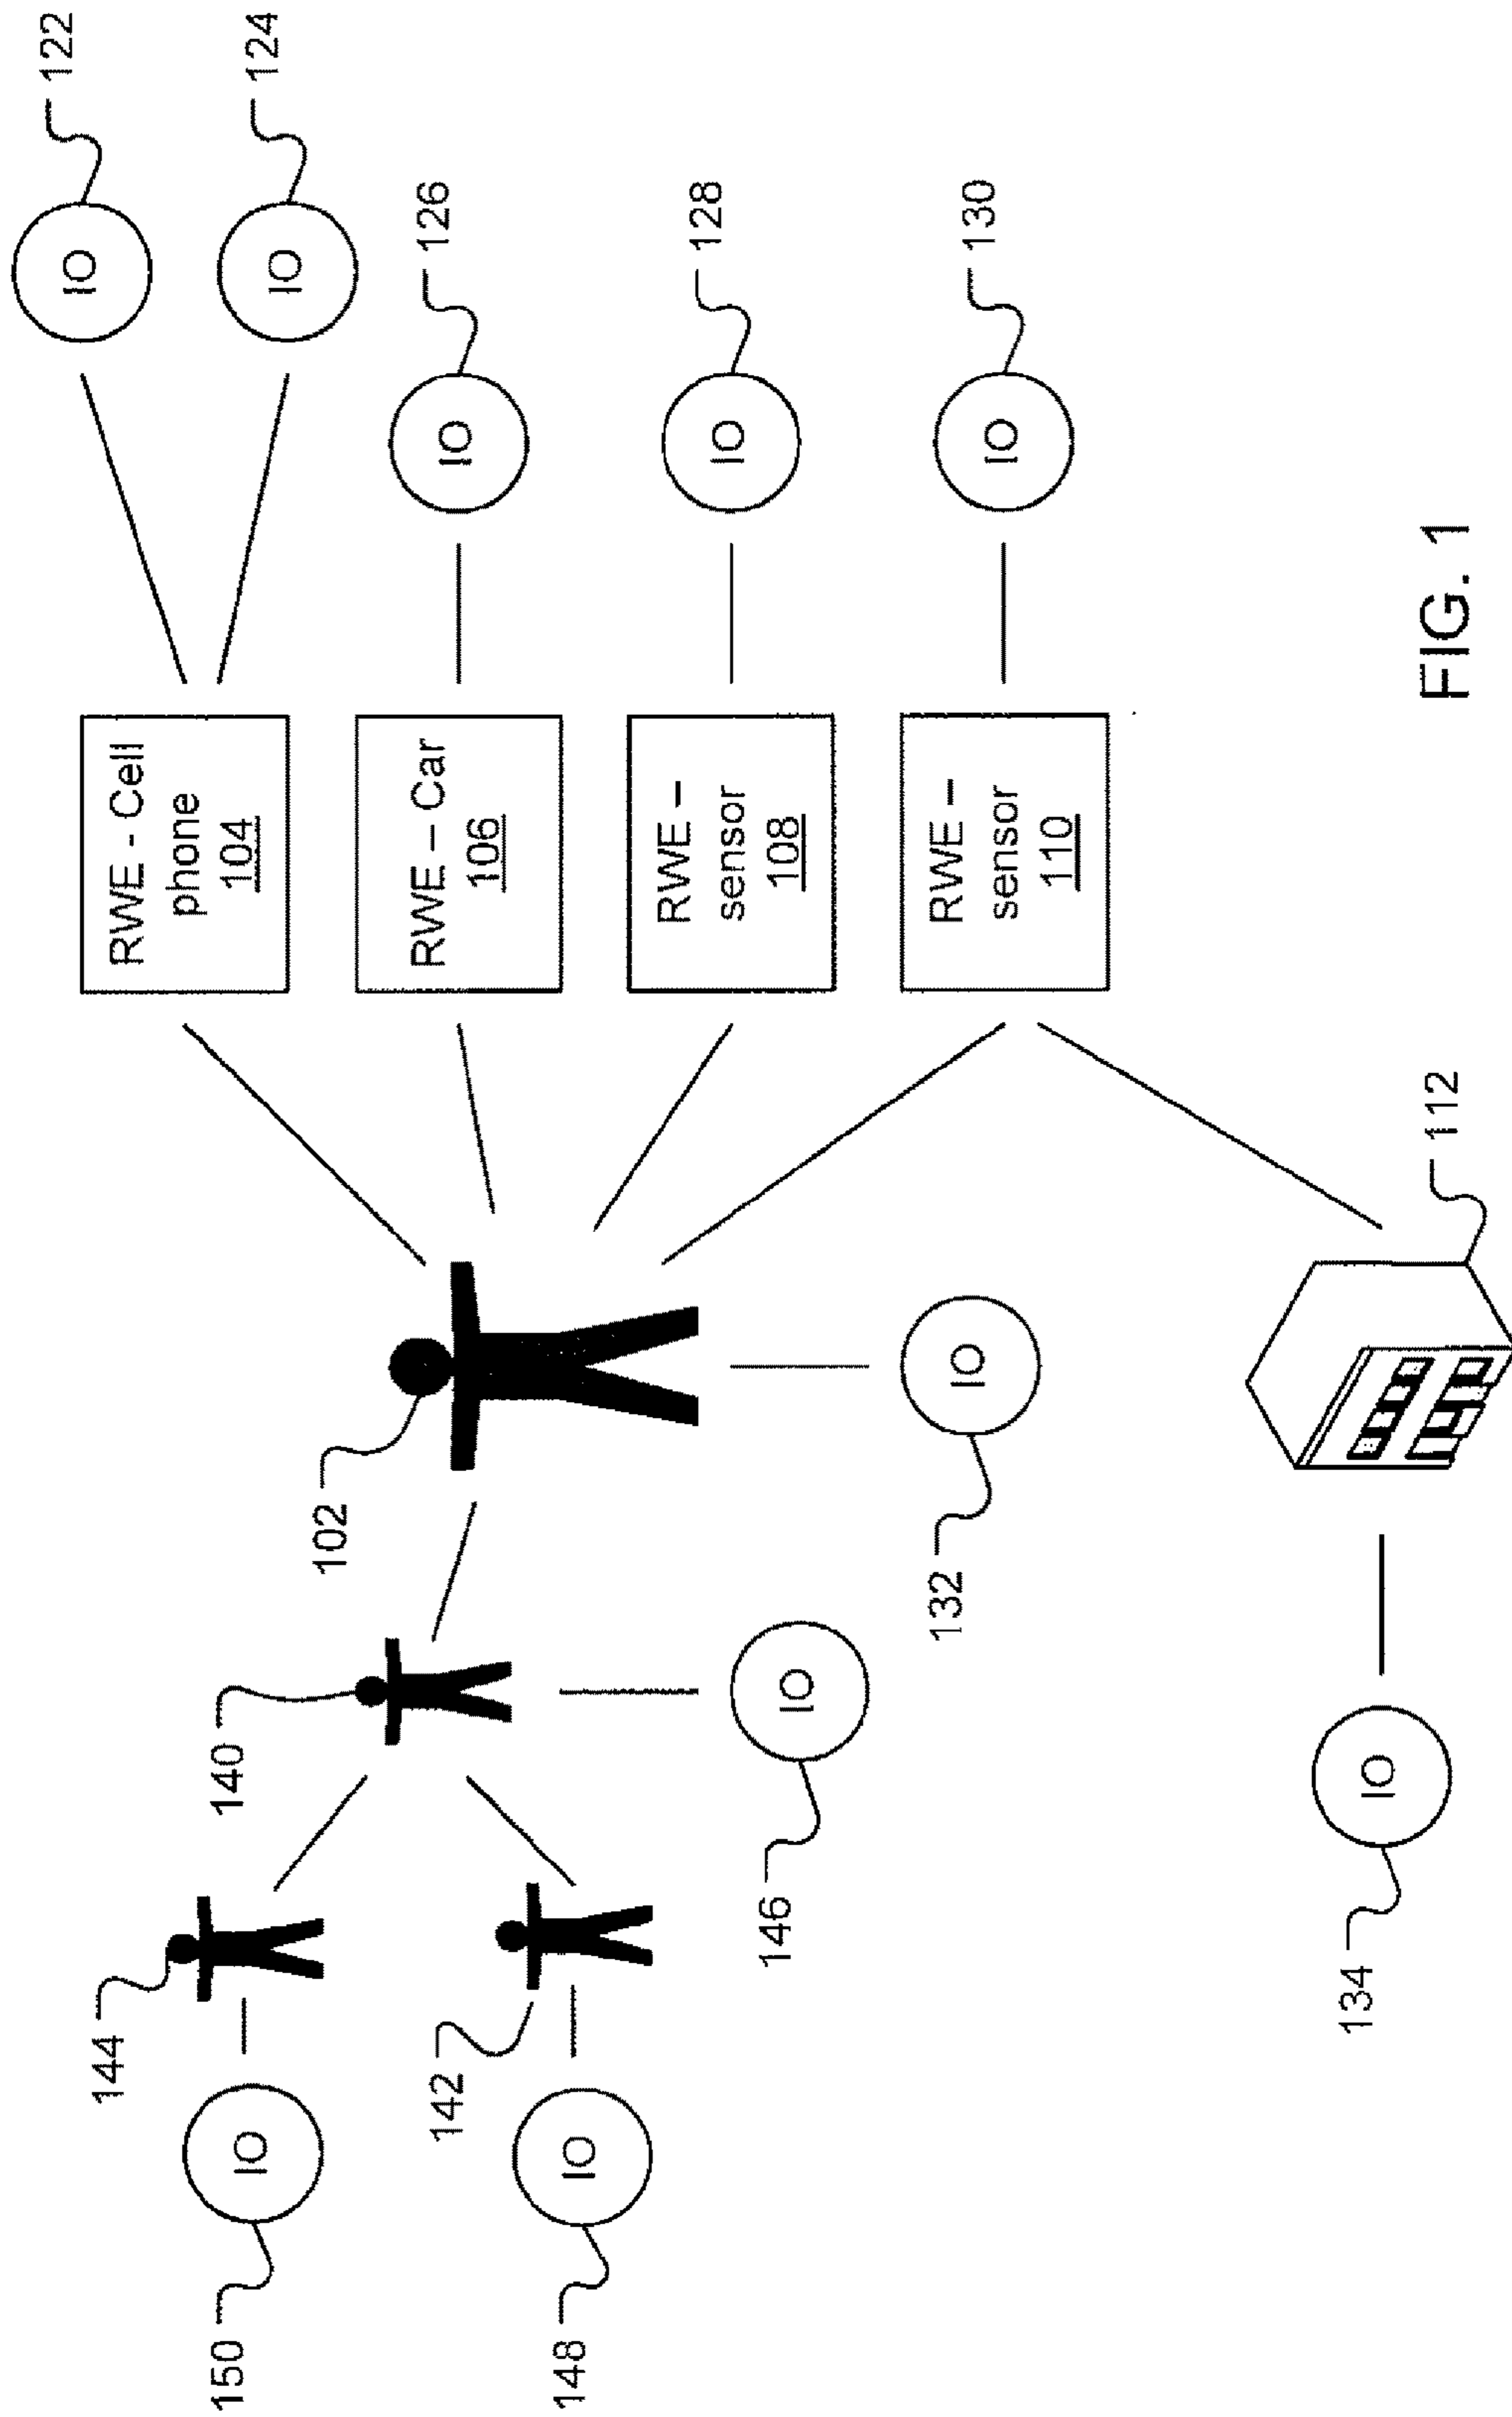 150
144
IO
148
142
IO
140
146
IO
102
132
IO
134
IO
112
RWE - Cell
phone
104
RWE – Car
106
RWE –
sensor
108
RWE –
sensor
110
IO
122
IO
124
IO
126
IO
128
IO
130
FIG. 1